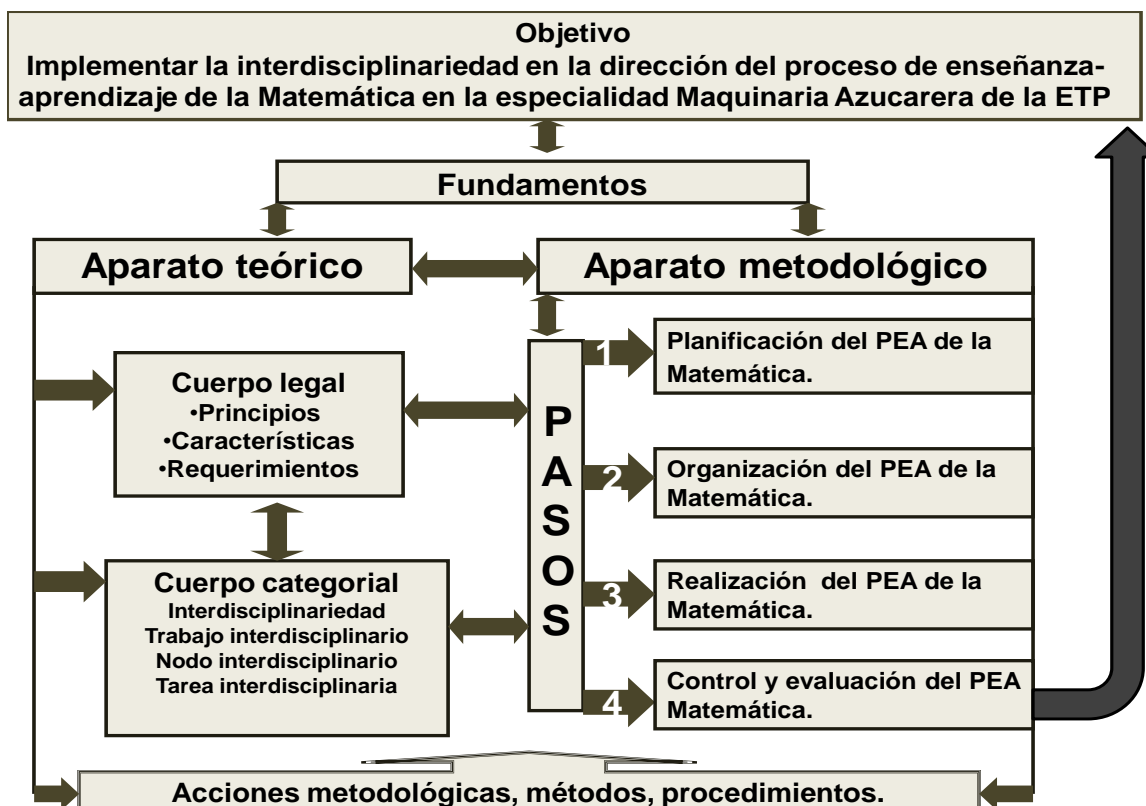 Objetivo
Implementar la interdisciplinariedad en la dirección del proceso de enseñanza-
aprendizaje de la Matemática en la especialidad Maquinaria Azucarera de la ETP
Fundamentos
Aparato teórico
Aparato metodológico
Cuerpo legal
•Principios
•Características
•Requerimientos
Cuerpo categorial
Interdisciplinariedad
Trabajo interdisciplinario
Nodo interdisciplinario
Tarea interdisciplinaria
P
A
S
O
S
1
Planificación del PEA de la
Matemática.
2
Organización del PEA de la
Matemática.
3
Realización del PEA de la
Matemática.
4
Control y evaluación del PEA
Matemática.
Acciones metodológicas, métodos, procedimientos.